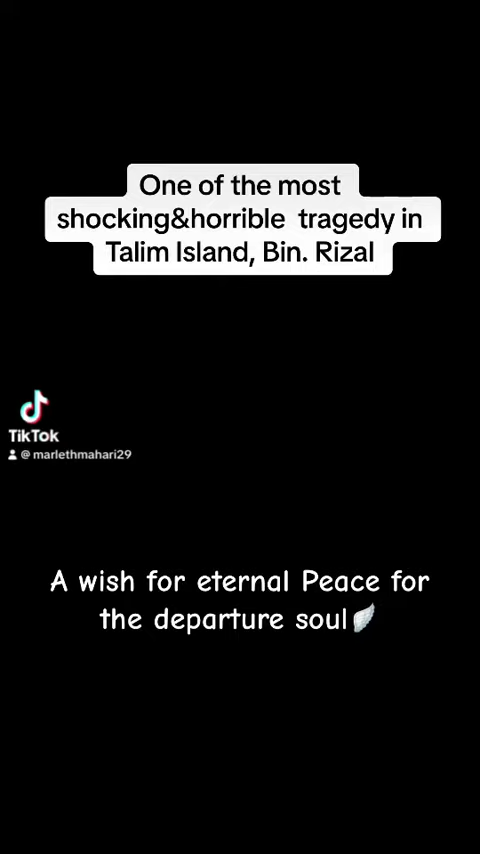 One of the most
shocking&horrible tragedy in
Talim Island, Bin. Rizal
TikTok
@marlethmahari29
A wish for eternal Peace for
the departure soul🪽